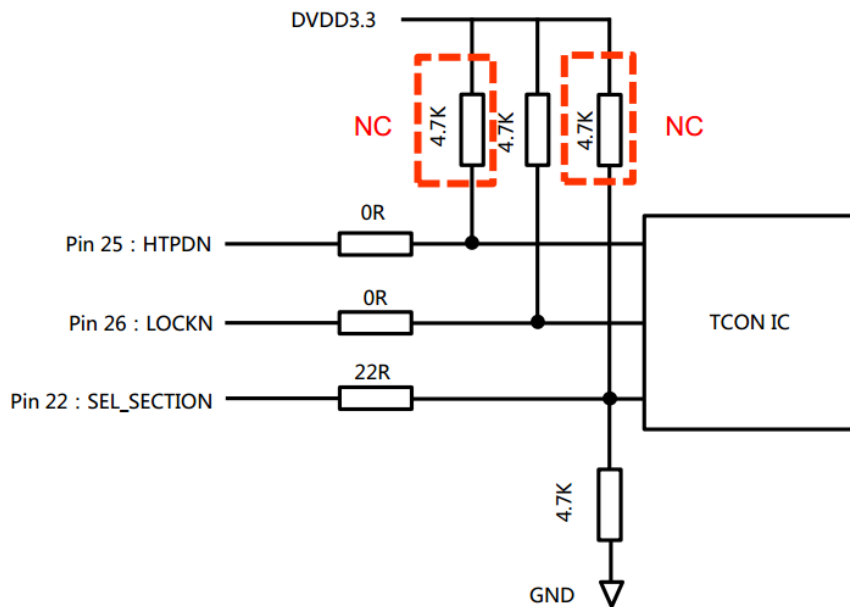 DVDD3.3
NC
4.7K
4.7K
4.7K
NC
0R
Pin 25：HTPDN
0R
Pin 26：LOCKN
TCON IC
22R
Pin 22：SEL_SECTION
4.7K
GND